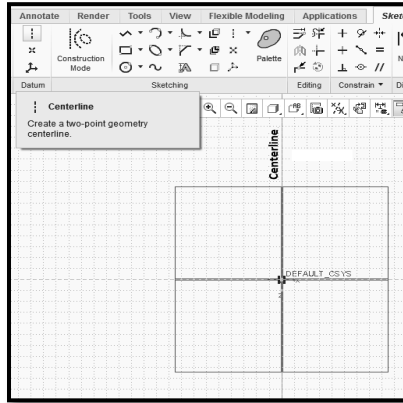 Annotate Render Tools View Flexible Modeling Applications Sket
Construction
Mode
Palette
N
Datum Sketching Editing Constrain Di
Centerline
Create a two-point geometry
centerline.
Centerline
DEFAULT_CSYS